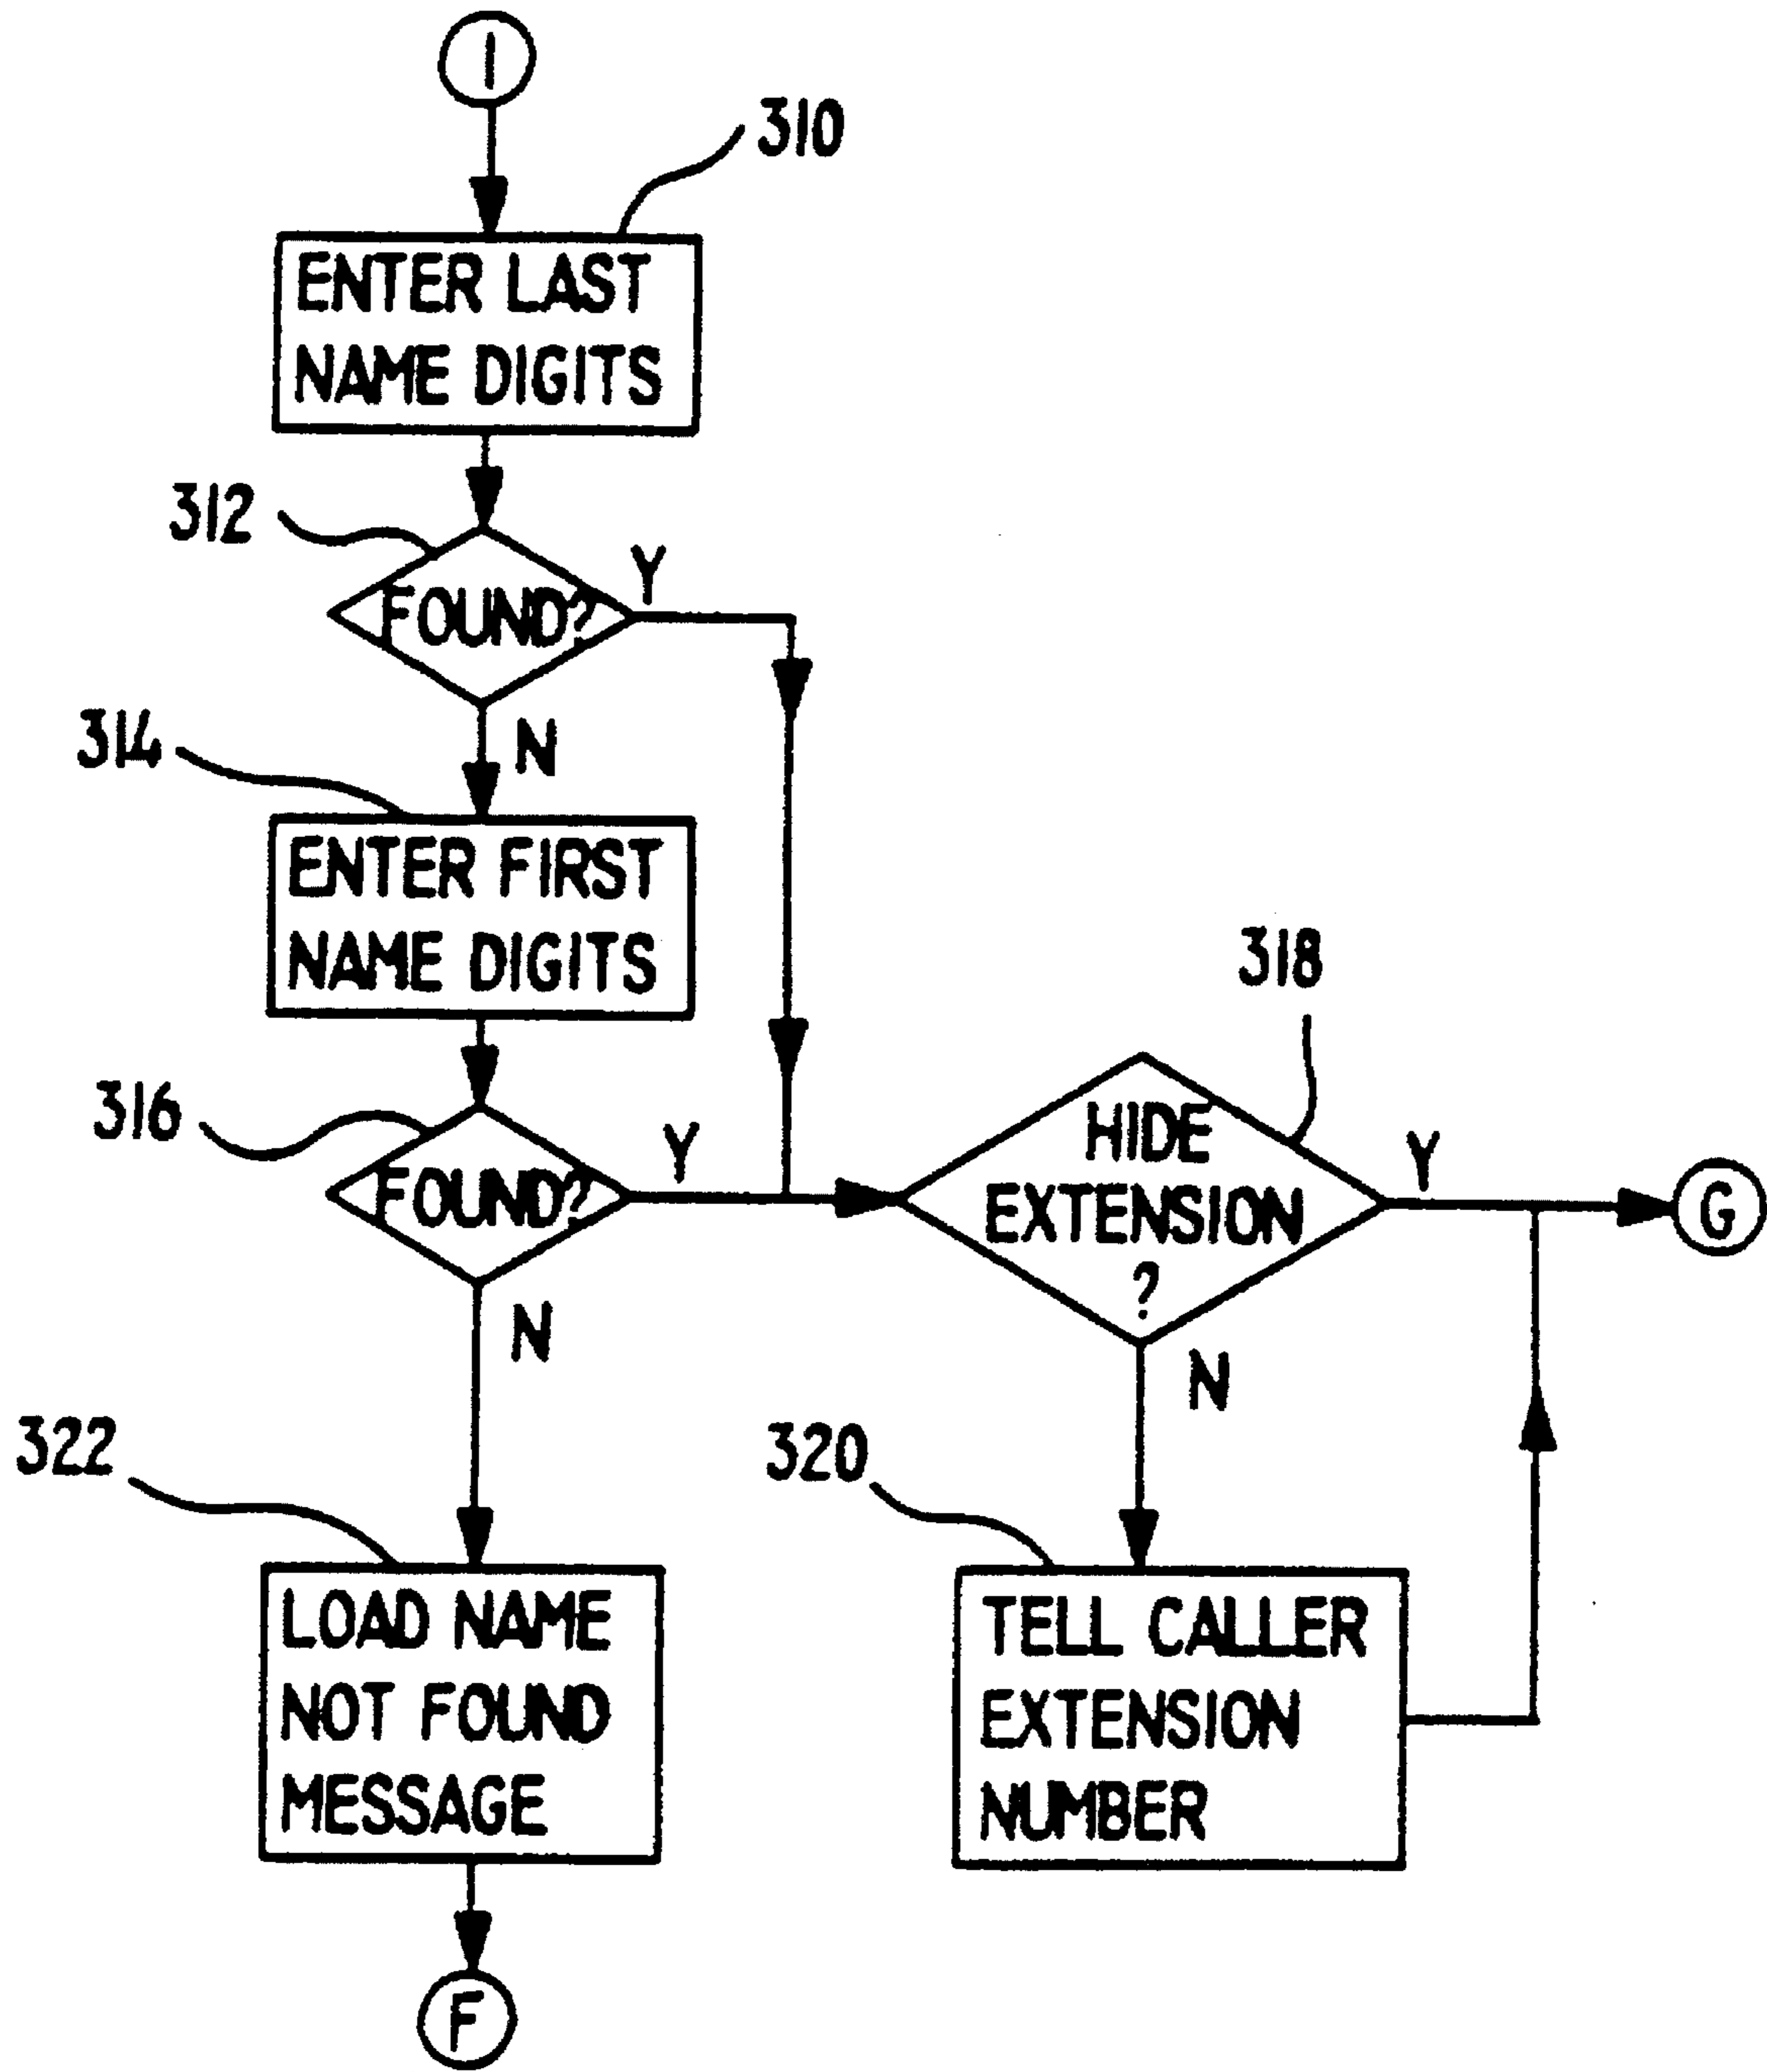 I
310
ENTER LAST
NAME DIGITS
312
FOUND?
Y
N
314
ENTER FIRST
NAME DIGITS
316
FOUND?
Y
N
318
HIDE
EXTENSION
?
Y
G
N
322
LOAD NAME
NOT FOUND
MESSAGE
320
TELL CALLER
EXTENSION
NUMBER
F